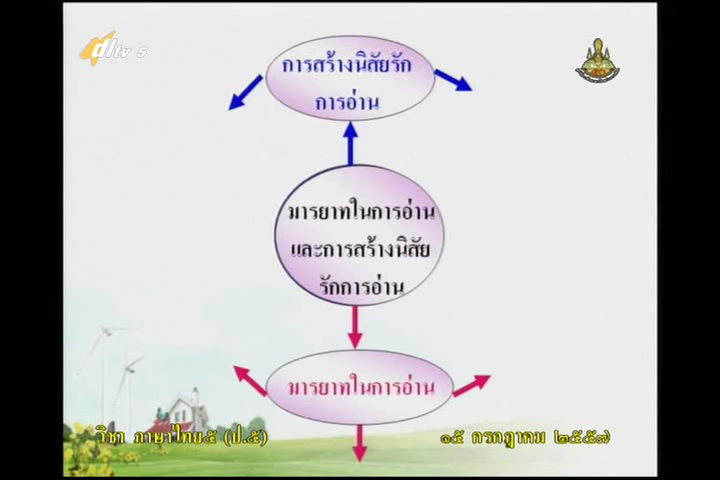 dltv 5
การสร้างนิสัยรัก
การอ่าน
มารยาทในการอ่าน
และการสร้างนิสัย
รักการอ่าน
มารยาทในการอ่าน
วิชา ภาษาไทย๕ (ป.๕)
๑๕ กรกฎาคม ๒๕๕๗